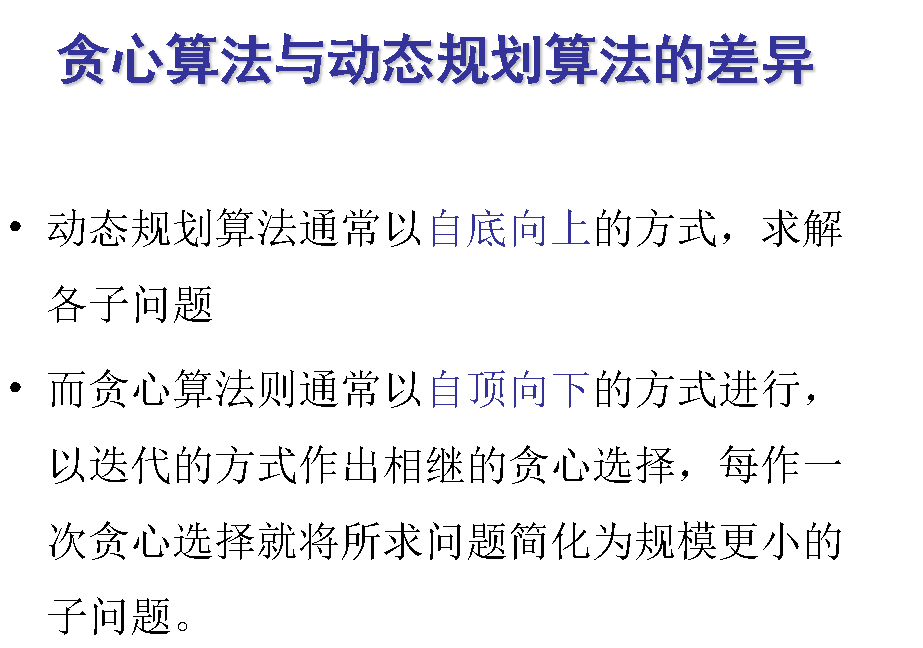 贪心算法与动态规划算法的差异
• 动态规划算法通常以自底向上的方式，求解
各子问题
• 而贪心算法则通常以自顶向下的方式进行，
以迭代的方式作出相继的贪心选择，每作一
次贪心选择就将所求问题简化为规模更小的
子问题。